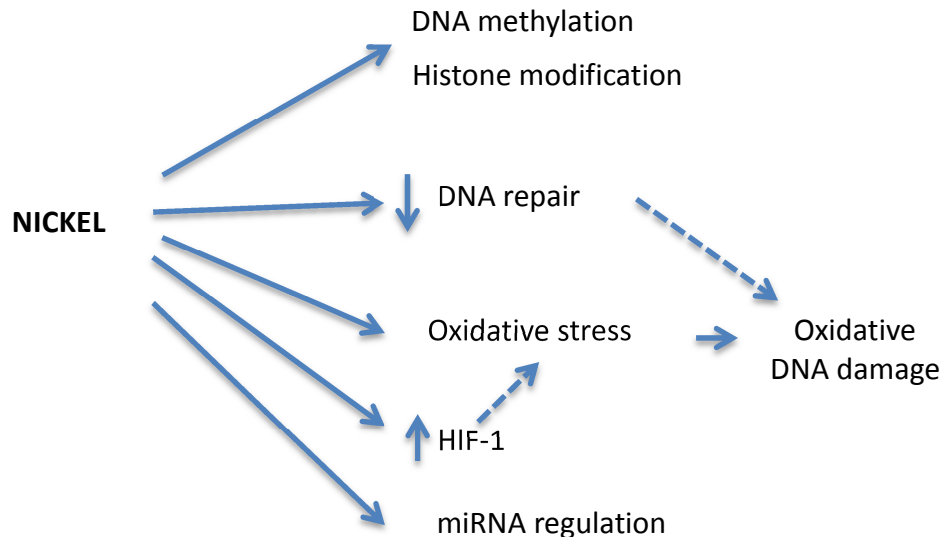 DNA methylation
Histone modification
DNA repair
NICKEL
Oxidative stress
Oxidative
DNA damage
HIF-1
miRNA regulation